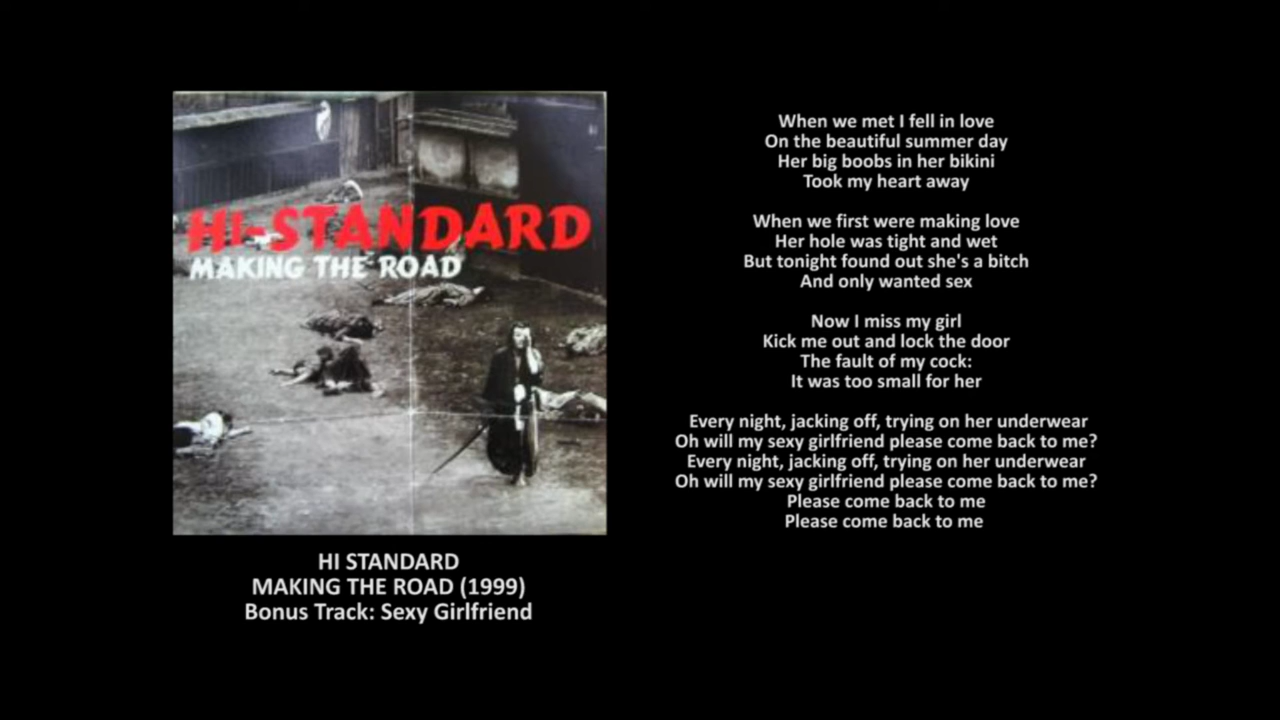 HI-STANDARD
MAKING THE ROAD
HI STANDARD
MAKING THE ROAD (1999)
Bonus Track: Sexy Girlfriend
When we met I fell in love
On the beautiful summer day
Her big boobs in her bikini
Took my heart away
When we first were making love
Her hole was tight and wet
But tonight found out she's a bitch
And only wanted sex
Now I miss my girl
Kick me out and lock the door
The fault of my cock:
It was too small for her
Every night, jacking off, trying on her underwear
Oh will my sexy girlfriend please come back to me?
Every night, jacking off, trying on her underwear
Oh will my sexy girlfriend please come back to me?
Please come back to me
Please come back to me